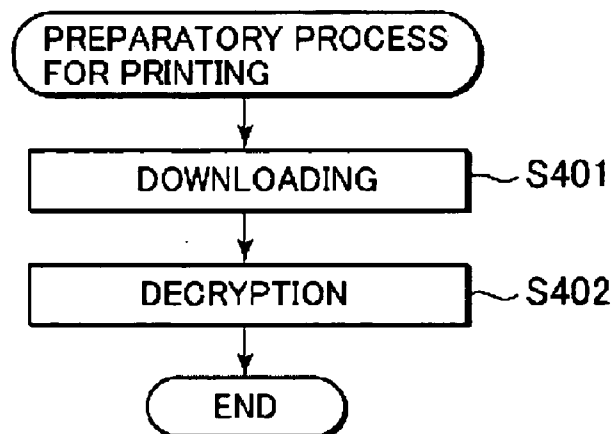 PREPARATORY PROCESS
FOR PRINTING
DOWNLOADING
S401
DECRYPTION
S402
END